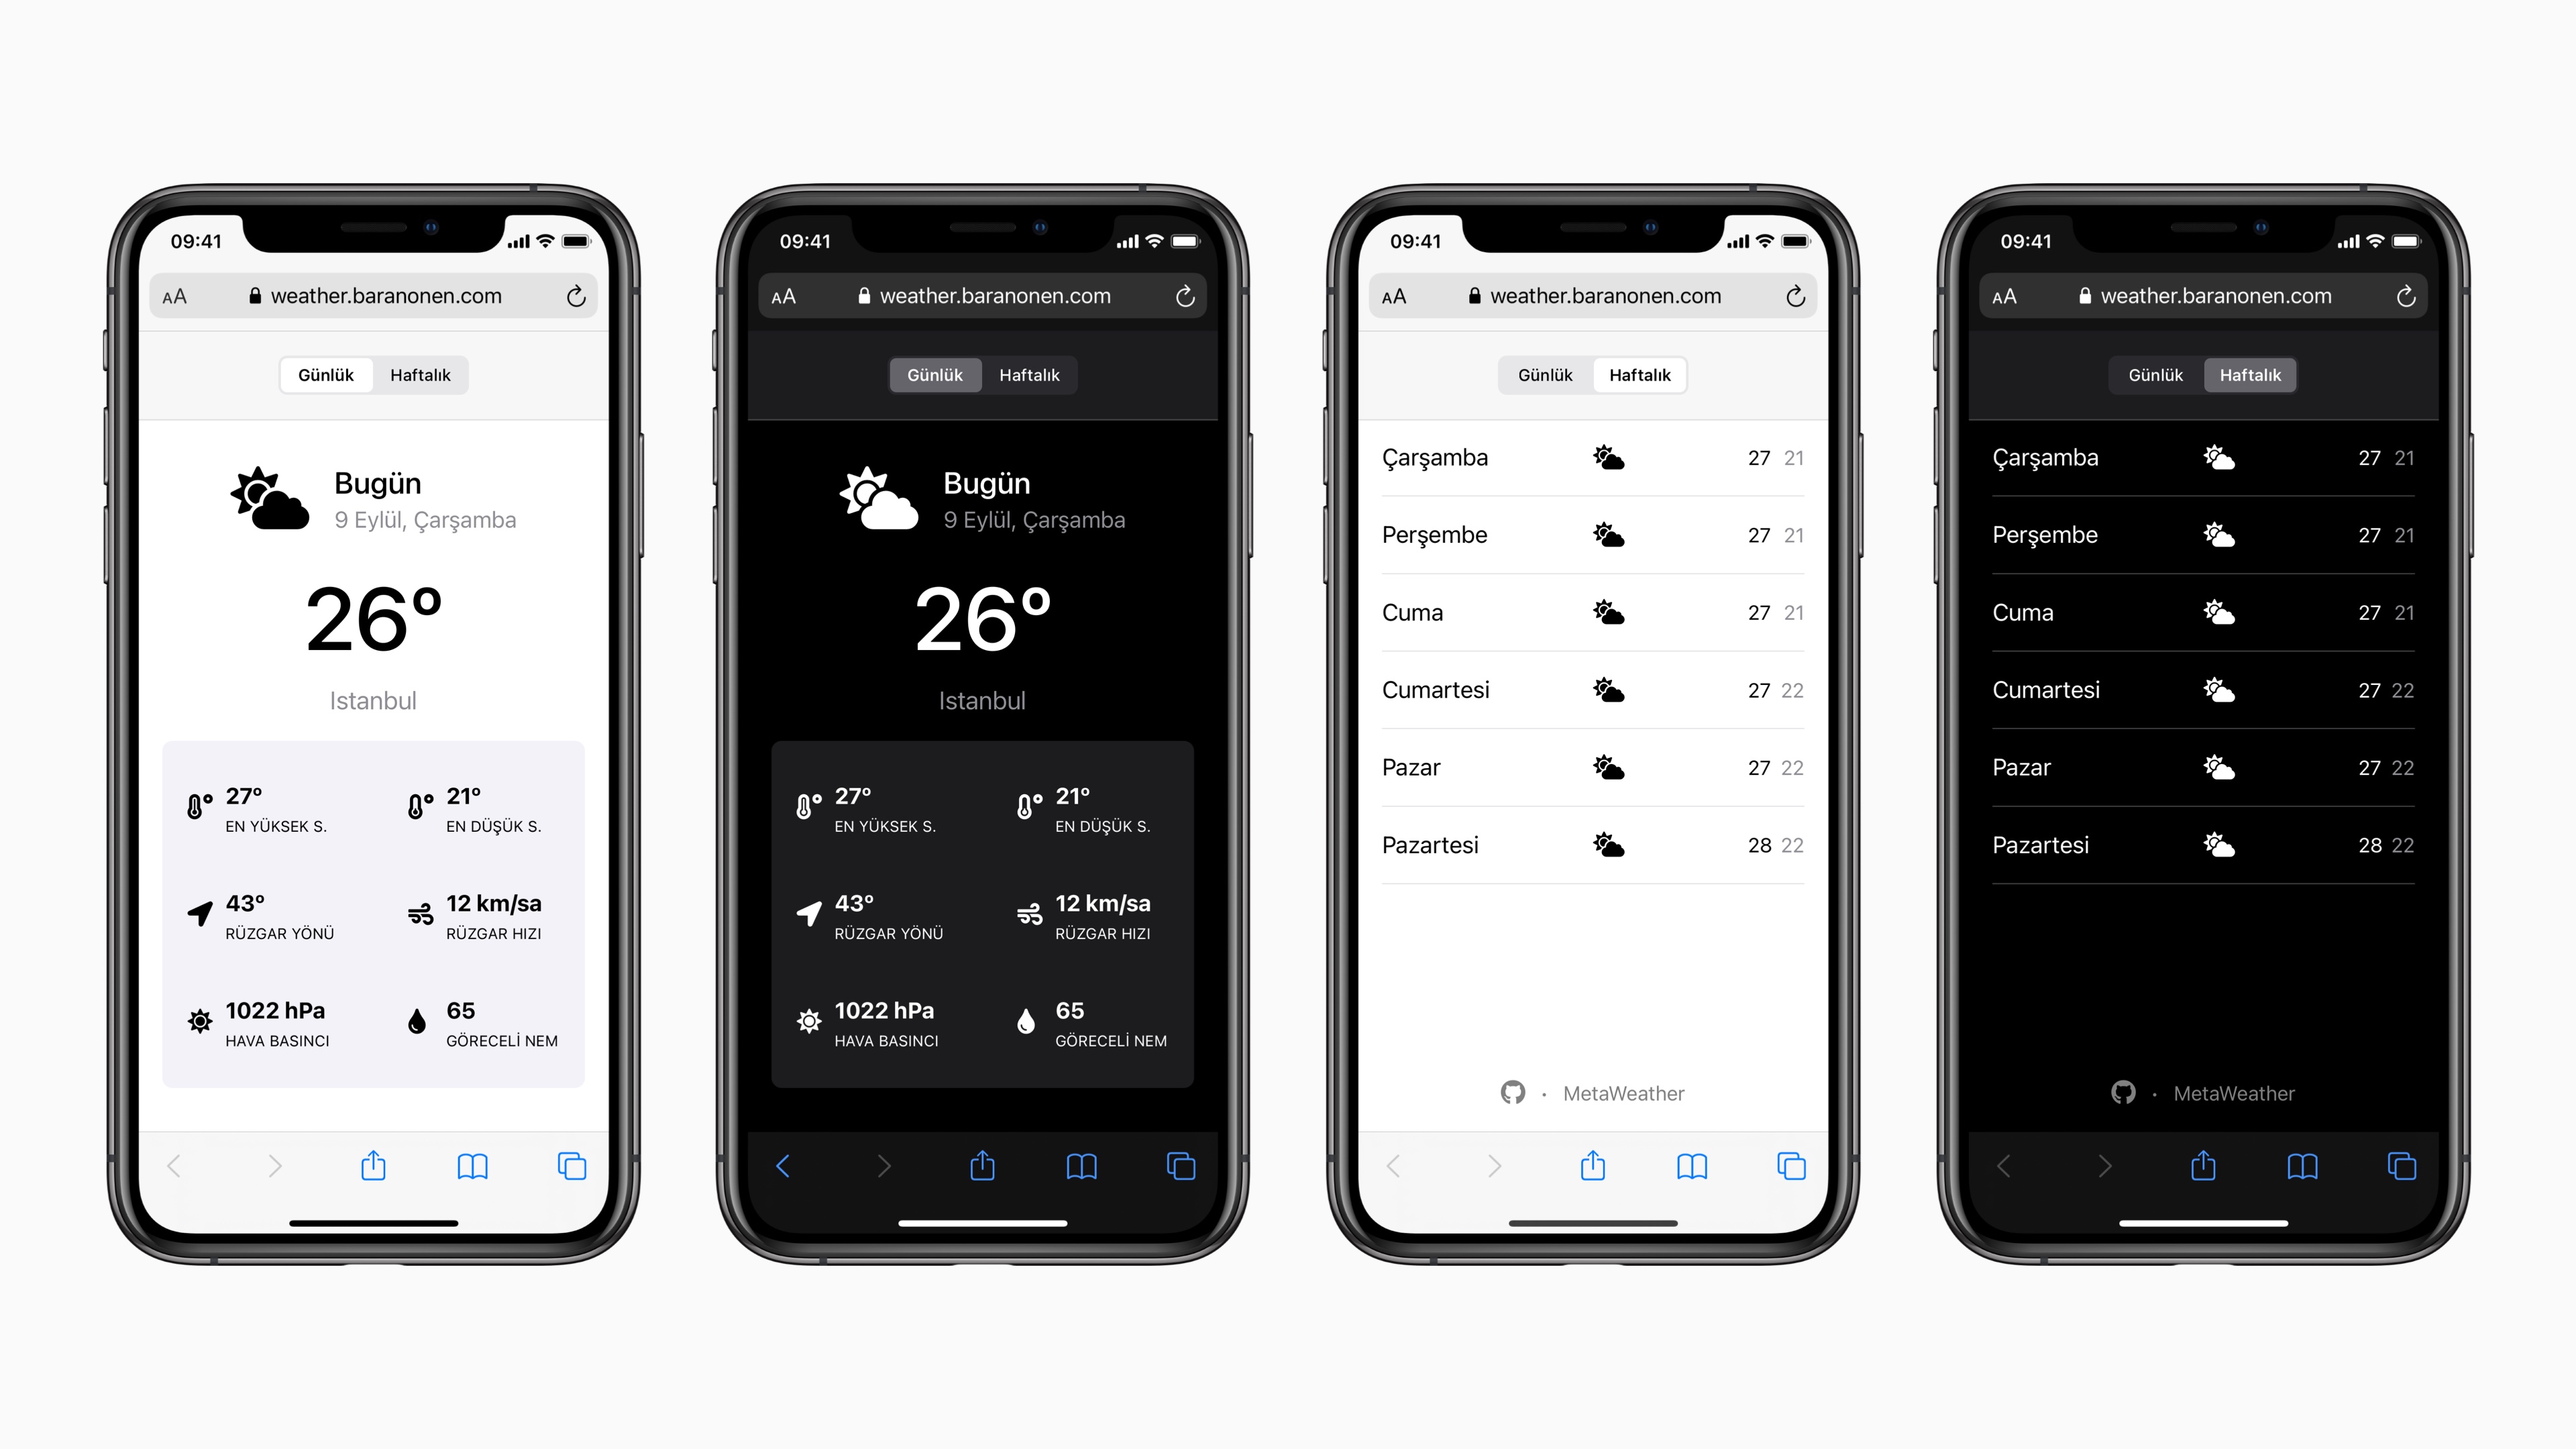 09:41
AA weather.baranonen.com
Günlük Haftalık
Bugün
9 Eylül, Çarşamba
26°
Istanbul
27° 21°
EN YÜKSEK S. EN DÜŞÜK S.
43° 12 km/sa
RÜZGAR YÖNÜ RÜZGAR HIZI
1022 hPa 65
HAVA BASINCI GÖRECELİ NEM
09:41
AA weather.baranonen.com
Günlük Haftalık
Bugün
9 Eylül, Çarşamba
26°
Istanbul
27° 21°
EN YÜKSEK S. EN DÜŞÜK S.
43° 12 km/sa
RÜZGAR YÖNÜ RÜZGAR HIZI
1022 hPa 65
HAVA BASINCI GÖRECELİ NEM
09:41
AA weather.baranonen.com
Günlük Haftalık
Çarşamba 27 21
Perşembe 27 21
Cuma 27 21
Cumartesi 27 22
Pazar 27 22
Pazartesi 28 22
· MetaWeather
09:41
AA weather.baranonen.com
Günlük Haftalık
Çarşamba 27 21
Perşembe 27 21
Cuma 27 21
Cumartesi 27 22
Pazar 27 22
Pazartesi 28 22
· MetaWeather